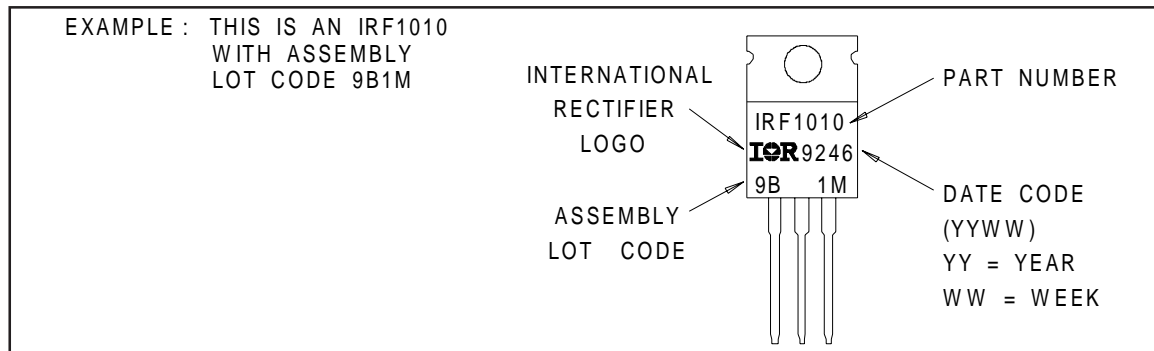 EXAMPLE : THIS IS AN IRF1010
WITH ASSEMBLY
LOT CODE 9B1M
INTERNATIONAL
RECTIFIER
LOGO
ASSEMBLY
LOT CODE
IRF1010
IOR 9246
9B 1M
PART NUMBER
DATE CODE
(YYWW)
YY = YEAR
WW = WEEK